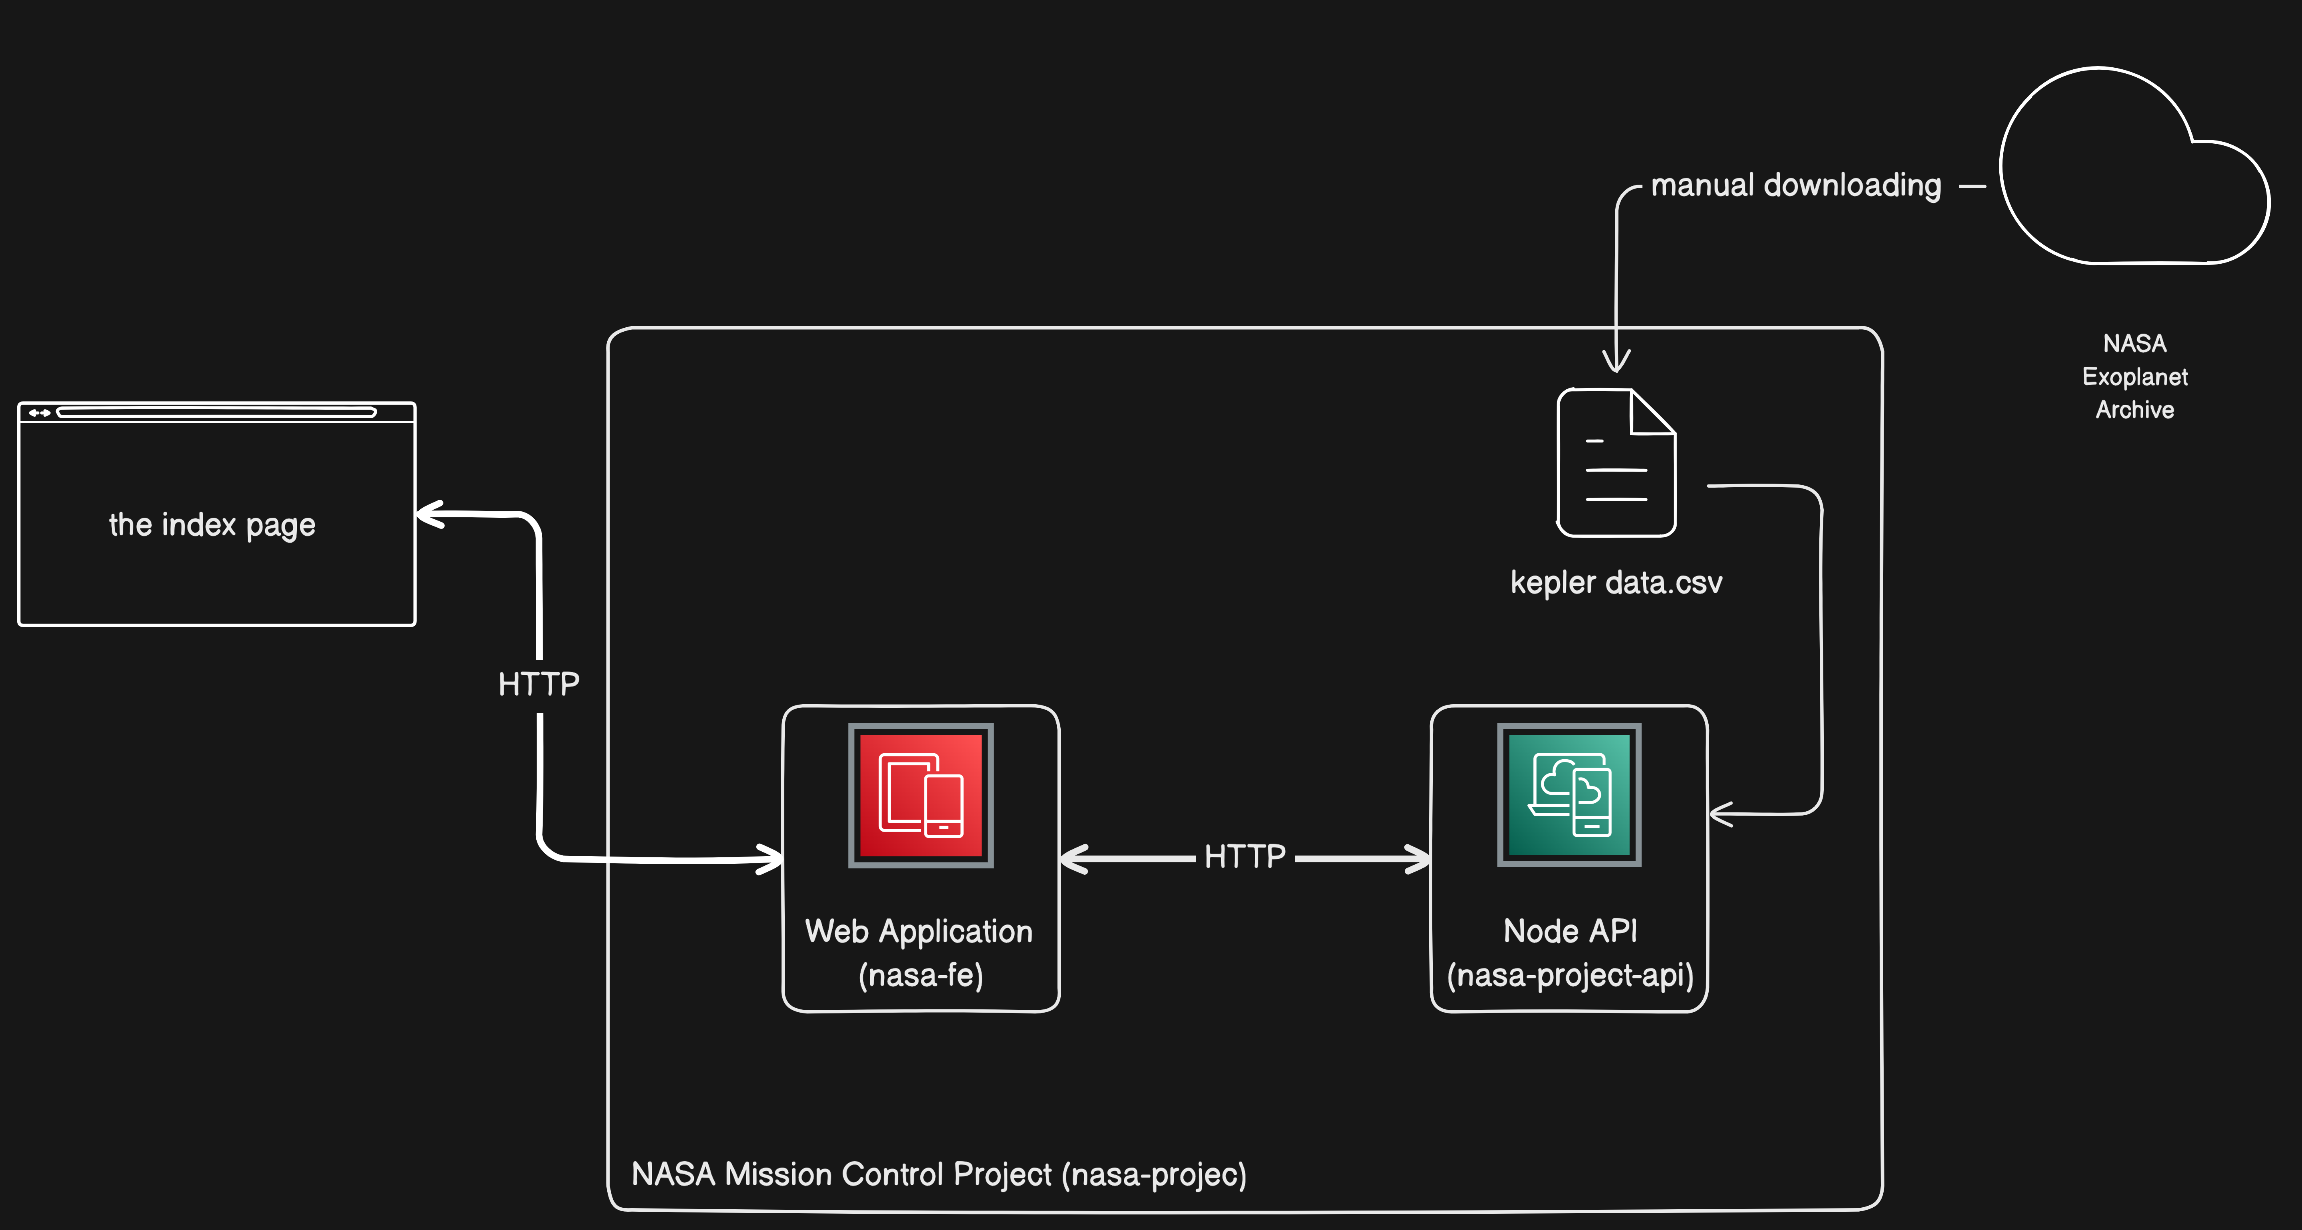 manual downloading
NASA
Exoplanet
Archive
the index page
kepler data.csv
HTTP
HTTP
Web Application
(nasa-fe)
Node API
(nasa-project-api)
NASA Mission Control Project (nasa-projec)